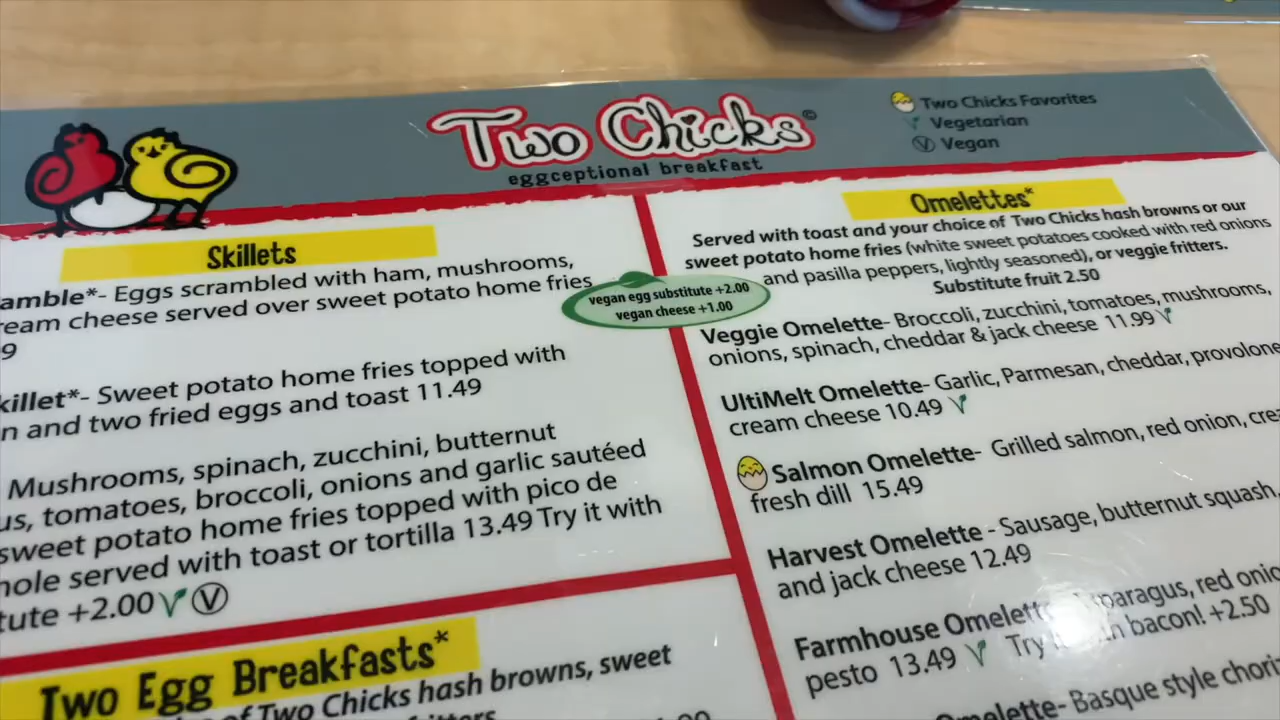 Two Chicks©
eggceptional breakfast
Two Chicks Favorites
Vegetarian
V Vegan
Skillets
amble*- Eggs scrambled with ham, mushrooms,
ream cheese served over sweet potato home fries
9
killet*- Sweet potato home fries topped with
n and two fried eggs and toast 11.49
Mushrooms, spinach, zucchini, butternut
us, tomatoes, broccoli, onions and garlic sautéed
sweet potato home fries topped with pico de
nole served with toast or tortilla 13.49 Try it with
tute +2.00 V
Two Egg Breakfasts*
of Two Chicks hash browns, sweet
fritters
vegan egg substitute +2.00
vegan cheese +1.00
Omelettes*
Served with toast and your choice of Two Chicks hash browns or our
sweet potato home fries (white sweet potatoes cooked with red onions
and pasilla peppers, lightly seasoned), or veggie fritters.
Substitute fruit 2.50
Veggie Omelette- Broccoli, zucchini, tomatoes, mushrooms,
onions, spinach, cheddar & jack cheese 11.99
UltiMelt Omelette- Garlic, Parmesan, cheddar, provolone
cream cheese 10.49
Salmon Omelette- Grilled salmon, red onion, cre
fresh dill 15.49
Harvest Omelette - Sausage, butternut squash,
and jack cheese 12.49
Farmhouse Omelett paragus, red onio
pesto 13.49 Try bacon! +2.50
Omelette- Basque style choriz